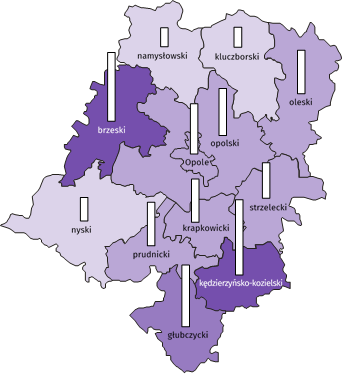 namysłowski
kluczborski
oleski
brzeski
opolski
Opole
strzelecki
nyski
krapkowicki
prudnicki
kędzierzyńsko-kozielski
głubczycki